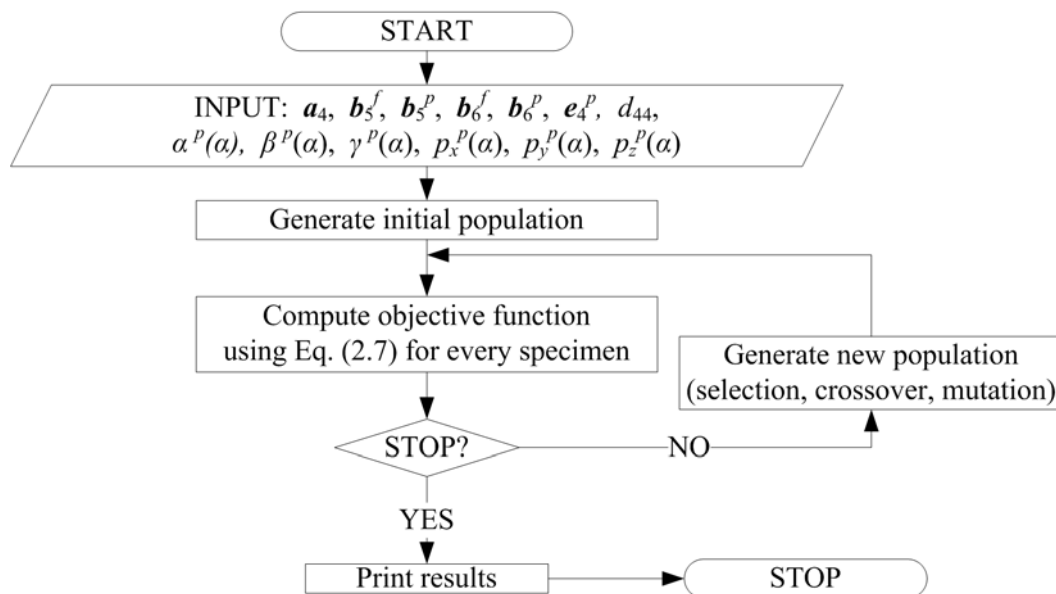 START
INPUT: a₄, b₅ᶠ, b₅ᵖ, b₆ᶠ, b₆ᵖ, e₄ᵖ, d₄₄,
αᵖ(α), βᵖ(α), γᵖ(α), pₓᵖ(α), p_yᵖ(α), p_zᵖ(α)
Generate initial population
Compute objective function
using Eq. (2.7) for every specimen
Generate new population
(selection, crossover, mutation)
STOP?
NO
YES
Print results
STOP